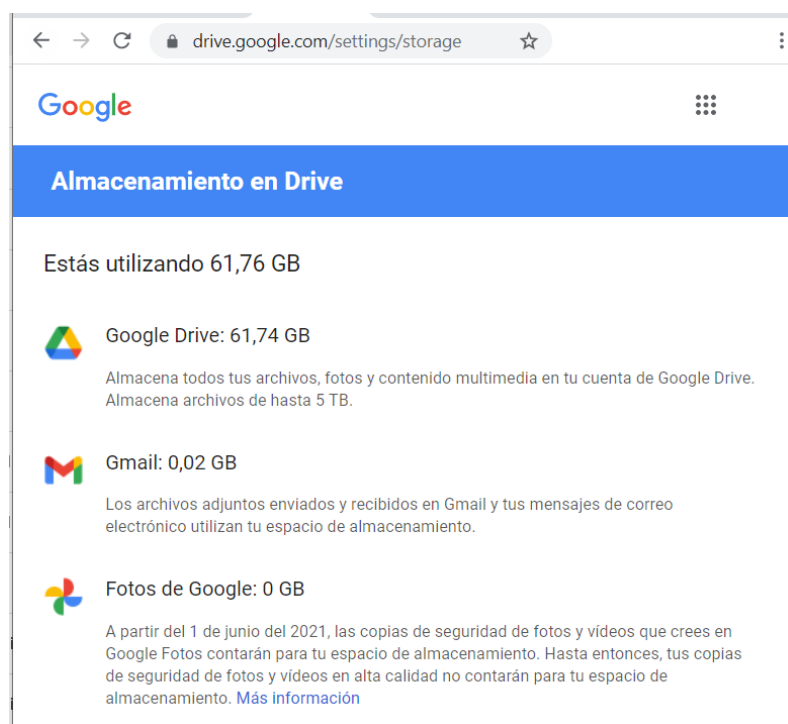 drive.google.com/settings/storage
Google
Almacenamiento en Drive
Estás utilizando 61,76 GB
Google Drive: 61,74 GB
Almacena todos tus archivos, fotos y contenido multimedia en tu cuenta de Google Drive.
Almacena archivos de hasta 5 TB.
Gmail: 0,02 GB
Los archivos adjuntos enviados y recibidos en Gmail y tus mensajes de correo
electrónico utilizan tu espacio de almacenamiento.
Fotos de Google: 0 GB
A partir del 1 de junio del 2021, las copias de seguridad de fotos y vídeos que crees en
Google Fotos contarán para tu espacio de almacenamiento. Hasta entonces, tus copias
de seguridad de fotos y vídeos en alta calidad no contarán para tu espacio de
almacenamiento. Más información